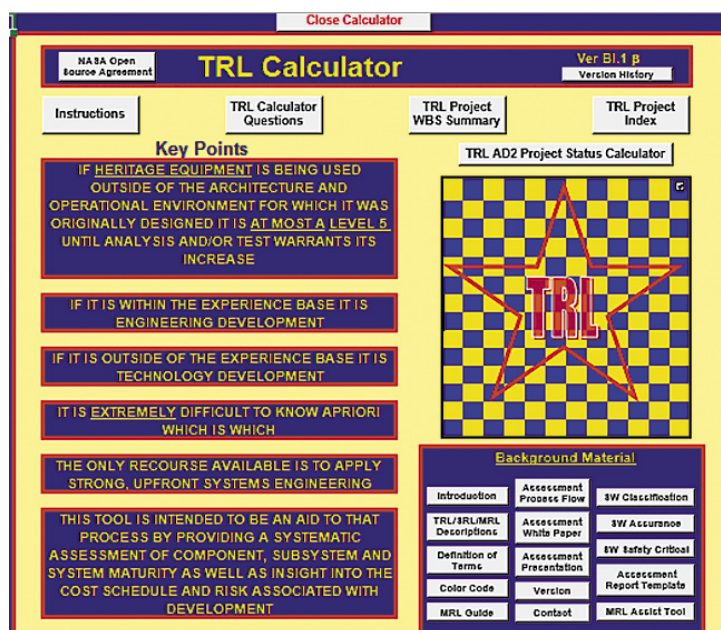 Close Calculator
NASA Open
Source Agreement
TRL Calculator
Ver BI.1 β
Version History
Instructions
TRL Calculator
Questions
TRL Project
WBS Summary
TRL Project
Index
Key Points
IF HERITAGE EQUIPMENT IS BEING USED
OUTSIDE OF THE ARCHITECTURE AND
OPERATIONAL ENVIRONMENT FOR WHICH IT WAS
ORIGINALLY DESIGNED IT IS AT MOST A LEVEL 5
UNTIL ANALYSIS AND/OR TEST WARRANTS ITS
INCREASE
IF IT IS WITHIN THE EXPERIENCE BASE IT IS
ENGINEERING DEVELOPMENT
IF IT IS OUTSIDE OF THE EXPERIENCE BASE IT IS
TECHNOLOGY DEVELOPMENT
IT IS EXTREMELY DIFFICULT TO KNOW APRIORI
WHICH IS WHICH
THE ONLY RECOURSE AVAILABLE IS TO APPLY
STRONG, UPFRONT SYSTEMS ENGINEERING
THIS TOOL IS INTENDED TO BE AN AID TO THAT
PROCESS BY PROVIDING A SYSTEMATIC
ASSESSMENT OF COMPONENT, SUBSYSTEM AND
SYSTEM MATURITY AS WELL AS INSIGHT INTO THE
COST SCHEDULE AND RISK ASSOCIATED WITH
DEVELOPMENT
TRL AD2 Project Status Calculator
TRL
Background Material
Introduction
TRL/SRL/MRL
Descriptions
Definition of
Terms
Color Code
MRL Guide
Assessment
Process Flow
Assessment
White Paper
Assessment
Presentation
Version
Contact
SW Classification
SW Assurance
SW Safety Critical
Assessment
Report Template
MRL Assist Tool